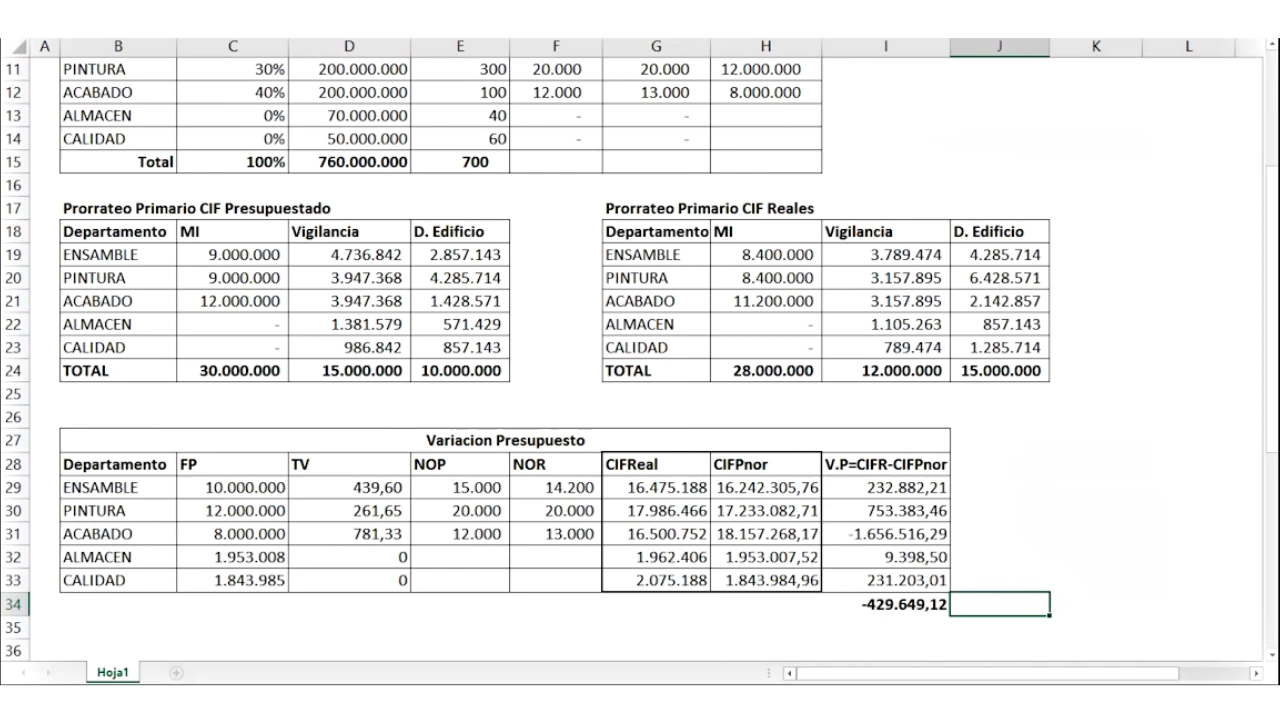 A B C D E F G H I J K L
11 PINTURA 30% 200.000.000 300 20.000 20.000 12.000.000
12 ACABADO 40% 200.000.000 100 12.000 13.000 8.000.000
13 ALMACEN 0% 70.000.000 40 - -
14 CALIDAD 0% 50.000.000 60 - -
15 Total 100% 760.000.000 700
16
17 Prorrateo Primario CIF Presupuestado Prorrateo Primario CIF Reales
18 Departamento MI Vigilancia D. Edificio Departamento MI Vigilancia D. Edificio
19 ENSAMBLE 9.000.000 4.736.842 2.857.143 ENSAMBLE 8.400.000 3.789.474 4.285.714
20 PINTURA 9.000.000 3.947.368 4.285.714 PINTURA 8.400.000 3.157.895 6.428.571
21 ACABADO 12.000.000 3.947.368 1.428.571 ACABADO 11.200.000 3.157.895 2.142.857
22 ALMACEN - 1.381.579 571.429 ALMACEN - 1.105.263 857.143
23 CALIDAD - 986.842 857.143 CALIDAD - 789.474 1.285.714
24 TOTAL 30.000.000 15.000.000 10.000.000 TOTAL 28.000.000 12.000.000 15.000.000
25
26
27 Variacion Presupuesto
28 Departamento FP TV NOP NOR CIFReal CIFPnor V.P=CIFR-CIFPnor
29 ENSAMBLE 10.000.000 439,60 15.000 14.200 16.475.188 16.242.305,76 232.882,21
30 PINTURA 12.000.000 261,65 20.000 20.000 17.986.466 17.233.082,71 753.383,46
31 ACABADO 8.000.000 781,33 12.000 13.000 16.500.752 18.157.268,17 -1.656.516,29
32 ALMACEN 1.953.008 0 1.962.406 1.953.007,52 9.398,50
33 CALIDAD 1.843.985 0 2.075.188 1.843.984,96 231.203,01
34 -429.649,12
35
36
Hoja1